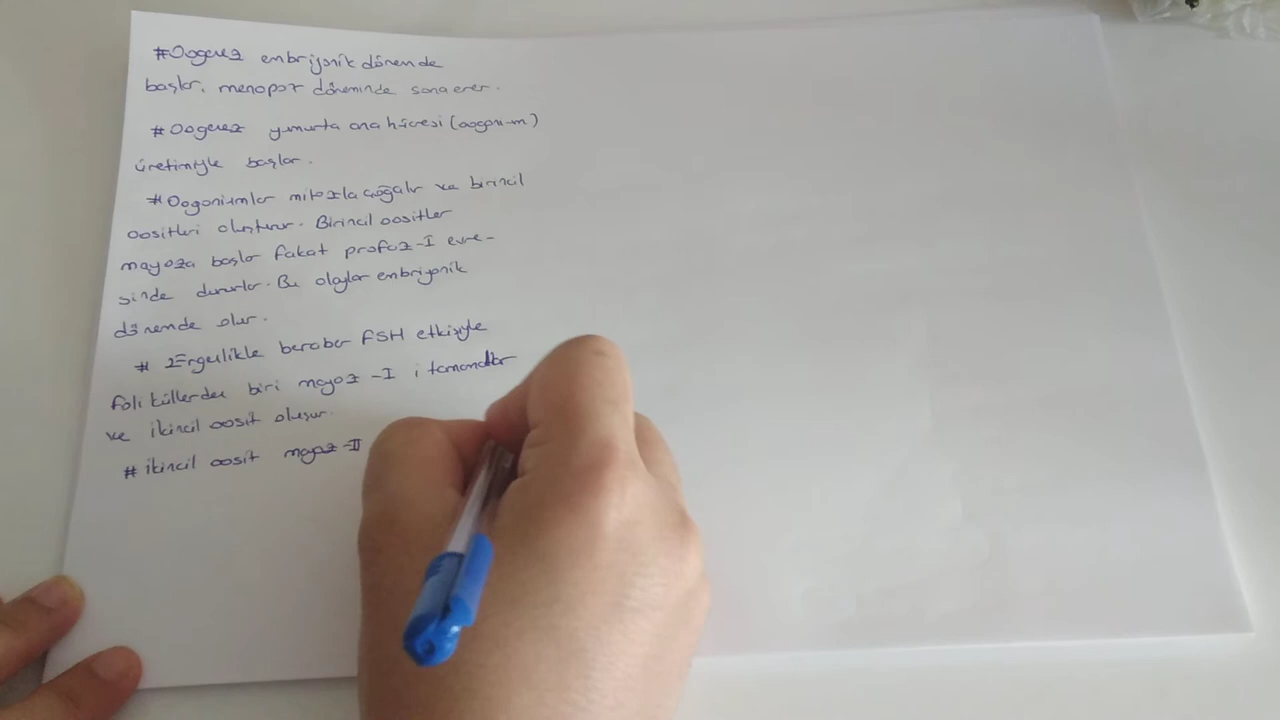 #Oogenez embriyonik dönemde
başlar, menopoz döneminde sona erer.
#Oogenez yumurta ana hücresi (oogonium)
üretimiyle başlar.
#Oogoniumlar mitozla çoğalır ve birincil
oositleri oluşturur. Birincil oositler
mayoza başlar fakat profaz-I evre-
sinde dururlar. Bu olaylar embriyonik
dönemde olur.
# Ergenlikle beraber FSH etkisiyle
foliküllerden biri mayoz-I i tamamlar
ve ikincil oosit oluşur.
# ikincil oosit mayoz-II